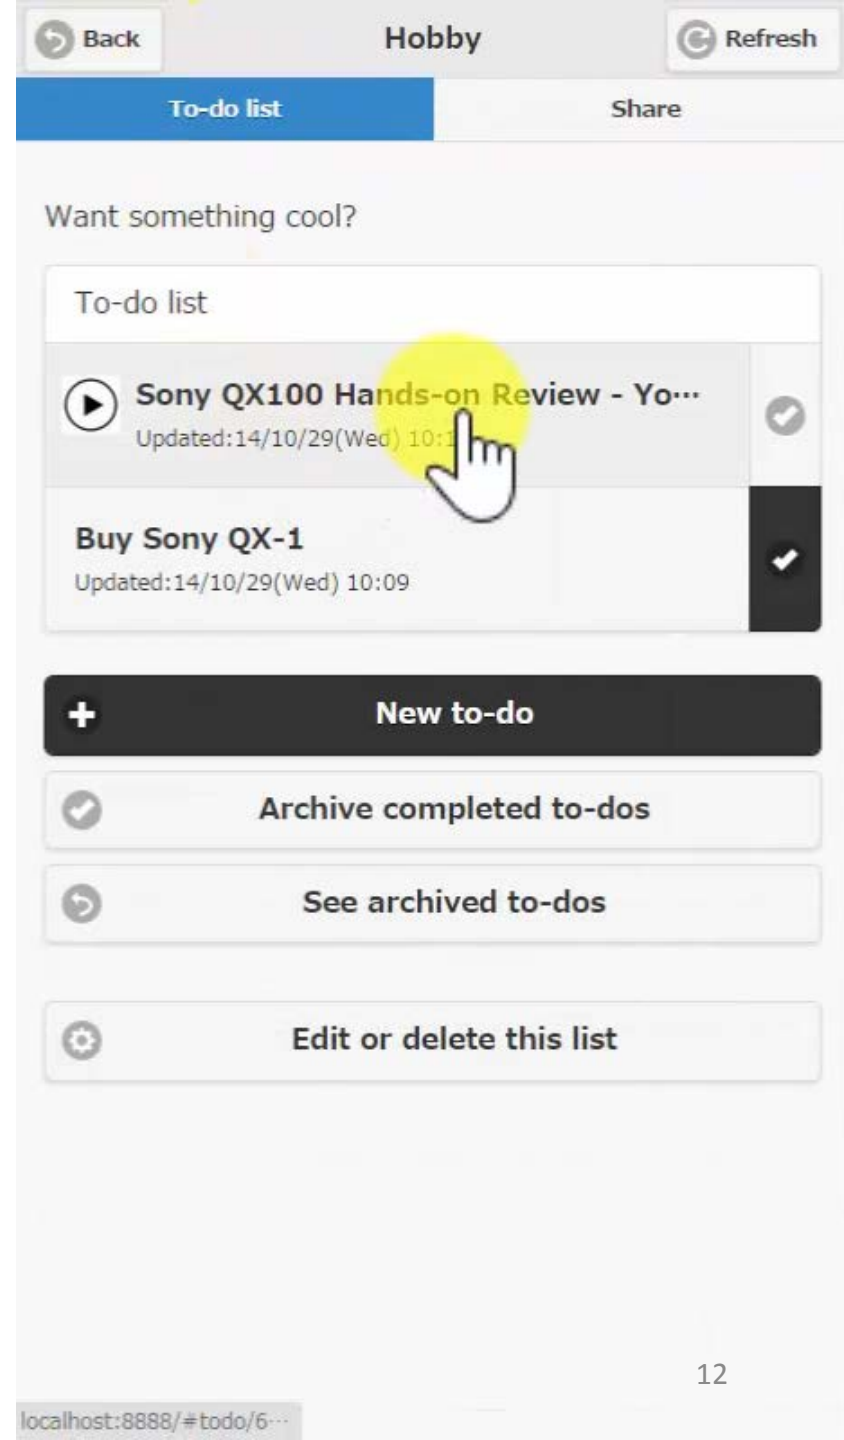 Back
Hobby
Refresh
To-do list
Share
Want something cool?
To-do list
Sony QX100 Hands-on Review - Yo…
Updated:14/10/29(Wed) 10:1
Buy Sony QX-1
Updated:14/10/29(Wed) 10:09
New to-do
Archive completed to-dos
See archived to-dos
Edit or delete this list
12
localhost:8888/#todo/6…